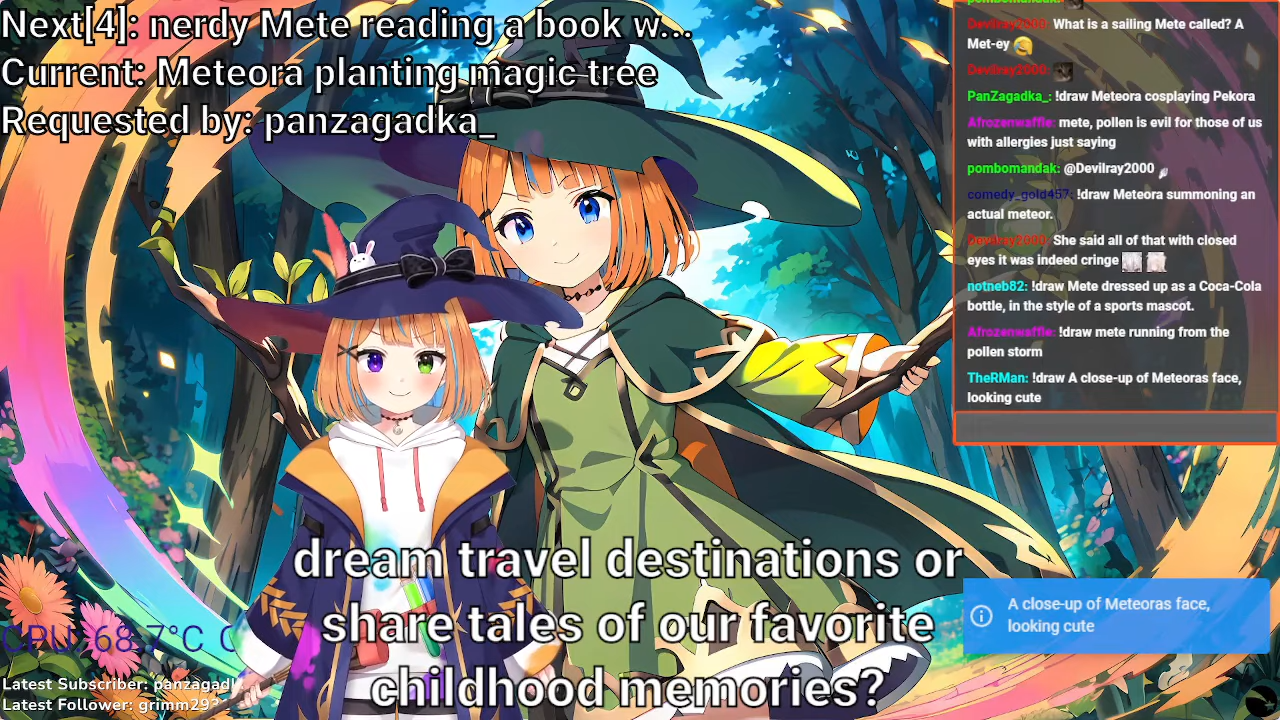 Next[4]: nerdy Mete reading a book w...
Current: Meteora planting magic tree
Requested by: panzagadka_
pombomandak:
Devilray2000: What is a sailing Mete called? A
Met-ey
Devilray2000:
PanZagadka_: !draw Meteora cosplaying Pekora
Afrozenwaffle: mete, pollen is evil for those of us
with allergies just saying
pombomandak: @Devilray2000
comedy_gold457: !draw Meteora summoning an
actual meteor.
Devilray2000: She said all of that with closed
eyes it was indeed cringe
notneb82: !draw Mete dressed up as a Coca-Cola
bottle, in the style of a sports mascot.
Afrozenwaffle: !draw mete running from the
pollen storm
TheRMan: !draw A close-up of Meteoras face,
looking cute
dream travel destinations or
share tales of our favorite
childhood memories?
A close-up of Meteoras face,
looking cute
CPU: 68.7°C
Latest Subscriber: panzagadk
Latest Follower: grimm293